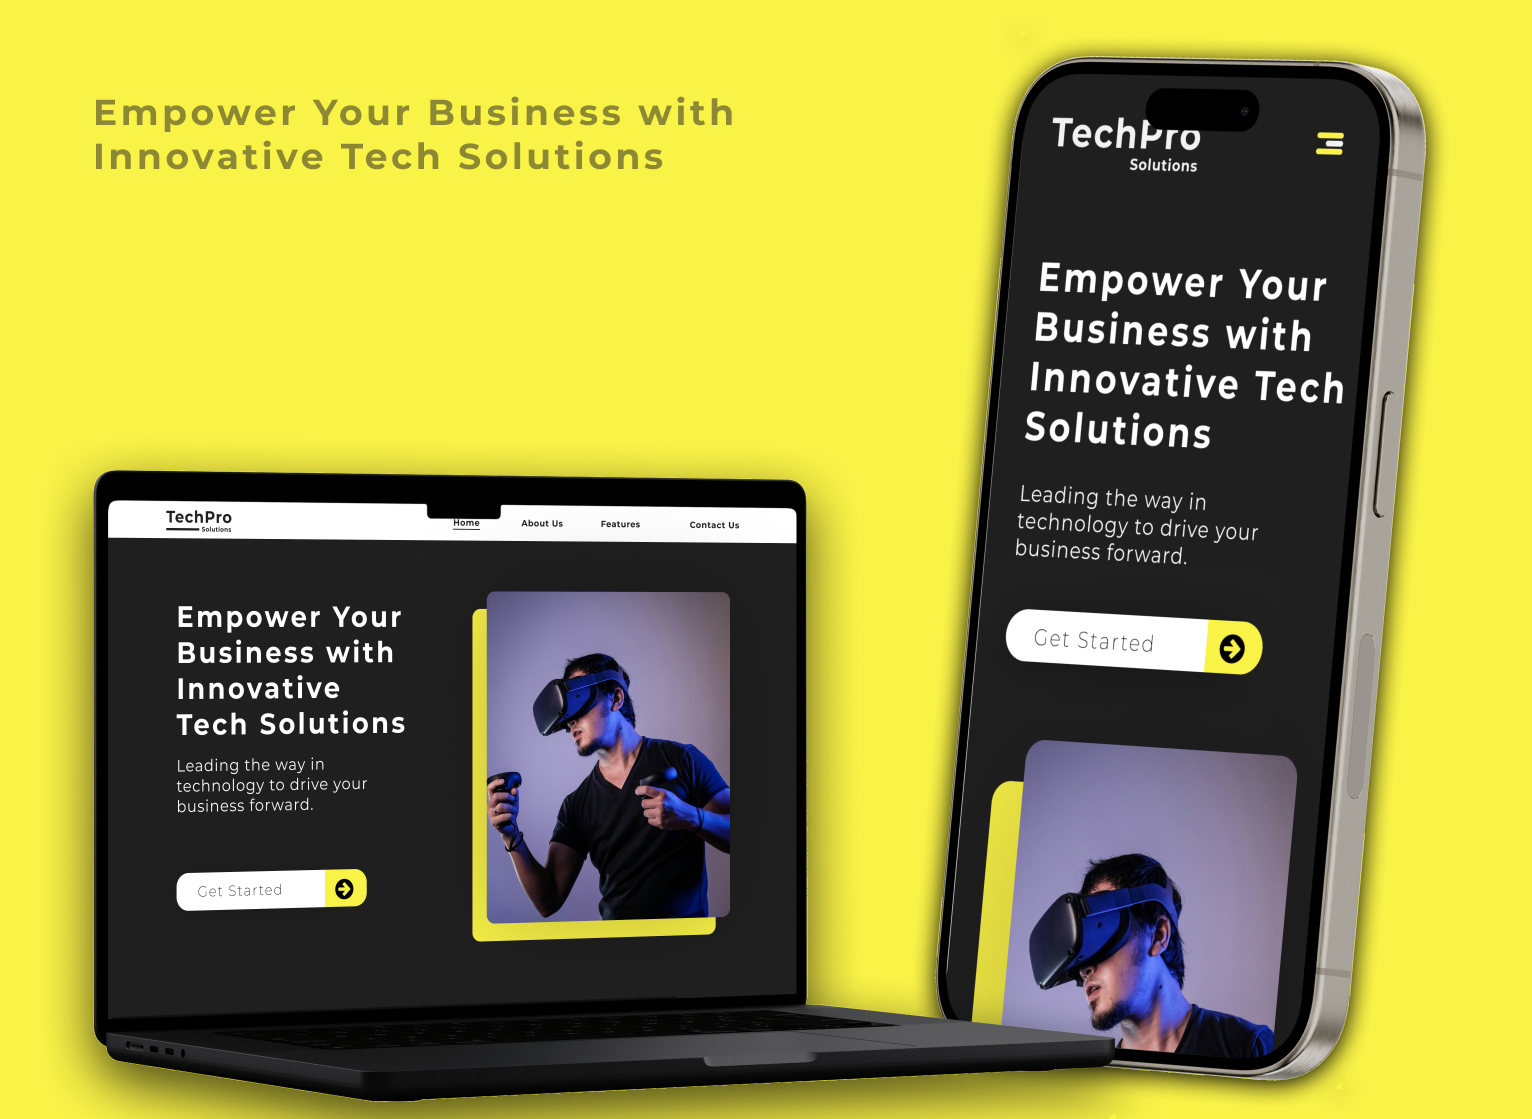 Empower Your Business with
Innovative Tech Solutions
TechPro
Solutions
Home About Us Features Contact Us
Empower Your
Business with
Innovative
Tech Solutions
Leading the way in
technology to drive your
business forward.
Get Started
TechPro
Solutions
Empower Your
Business with
Innovative Tech
Solutions
Leading the way in
technology to drive your
business forward.
Get Started